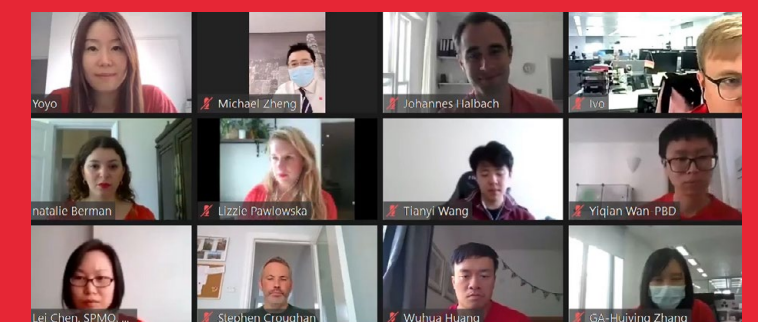 Yoyo
Michael Zheng
Johannes Halbach
Ivo
natalie Berman
Lizzie Pawlowska
Tianyi Wang
Yiqian Wan-PBD
Lei Chen, SPMO, ...
Stephen Croughan
Wuhua Huang
GA-Huiying Zhang